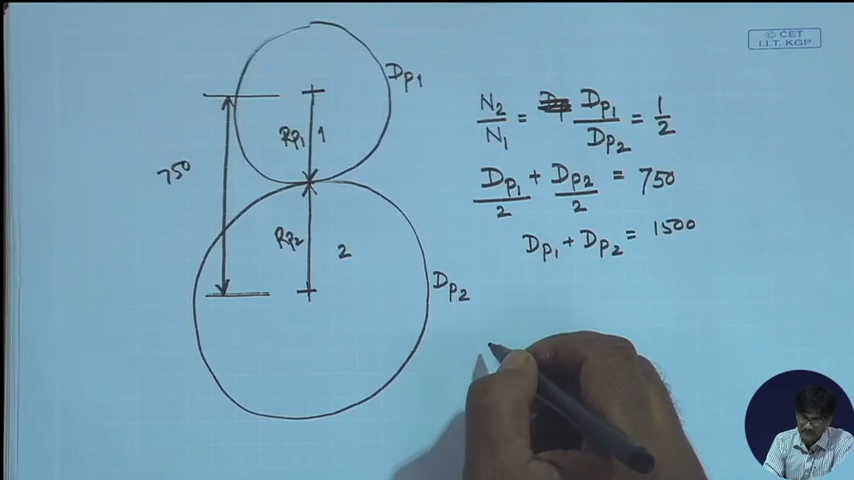 © CET
I.I.T. KGP
Dp1
N2/N1 = Dp1/Dp2 = 1/2
Rp1 1
750
Dp1/2 + Dp2/2 = 750
Dp1 + Dp2 = 1500
Rp2
2
Dp2